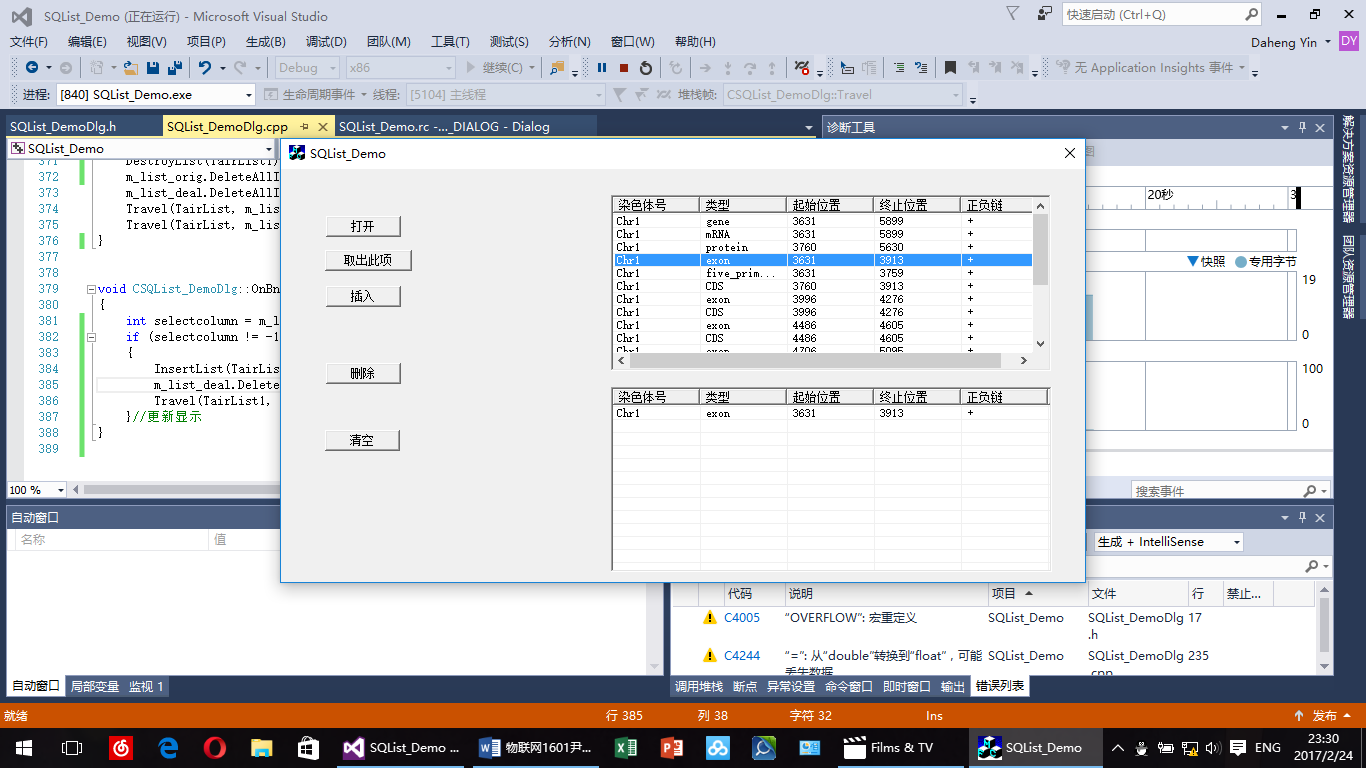 SQList_Demo (正在运行) - Microsoft Visual Studio
快速启动 (Ctrl+Q)
文件(F) 编辑(E) 视图(V) 项目(P) 生成(B) 调试(D) 团队(M) 工具(T) 测试(S) 分析(N) 窗口(W) 帮助(H)
Daheng Yin DY
Debug x86 继续(C) 无 Application Insights 事件
进程: [840] SQList_Demo.exe 生命周期事件 线程: [5104] 主线程 堆栈帧: CSQList_DemoDlg::Travel
SQList_DemoDlg.h SQList_DemoDlg.cpp SQList_Demo.rc -..._DIALOG - Dialog
诊断工具
SQList_Demo
371 DestroyList(TairList1)
372 m_list_orig.DeleteAllI
373 m_list_deal.DeleteAllI
374 Travel(TairList, m_lis
375 Travel(TairList, m_lis
376 }
377
378
379 void CSQList_DemoDlg::OnBn
380 {
381 int selectcolumn = m_l
382 if (selectcolumn != -1
383 {
384 InsertList(TairLis
385 m_list_deal.Delete
386 Travel(TairList1,
387 }//更新显示
388 }
389
100 %
SQList_Demo
打开
取出此项
插入
删除
清空
染色体号 类型 起始位置 终止位置 正负链
Chr1 gene 3631 5899 +
Chr1 mRNA 3631 5899 +
Chr1 protein 3760 5630 +
Chr1 exon 3631 3913 +
Chr1 five_prim... 3631 3759 +
Chr1 CDS 3760 3913 +
Chr1 exon 3996 4276 +
Chr1 CDS 3996 4276 +
Chr1 exon 4486 4605 +
Chr1 CDS 4486 4605 +
Chr1 exon 4706 5095 +
染色体号 类型 起始位置 终止位置 正负链
Chr1 exon 3631 3913 +
图
20秒 3
快照 专用字节
19
0
100
0
搜索事件
解决方案资源管理器
团队资源管理器
自动窗口
名称 值
自动窗口 局部变量 监视 1
生成 + IntelliSense
代码 说明 项目 文件 行 禁止...
C4005 “OVERFLOW”: 宏重定义 SQList_Demo SQList_DemoDlg 17
.h
C4244 “=”: 从“double”转换到“float”，可能 SQList_Demo SQList_DemoDlg 235
丢失数据 .cpp
调用堆栈 断点 异常设置 命令窗口 即时窗口 输出 错误列表
就绪 行 385 列 38 字符 32 Ins 发布
SQList_Demo ... 物联网1601尹... Films & TV SQList_Demo ENG 23:30
2017/2/24